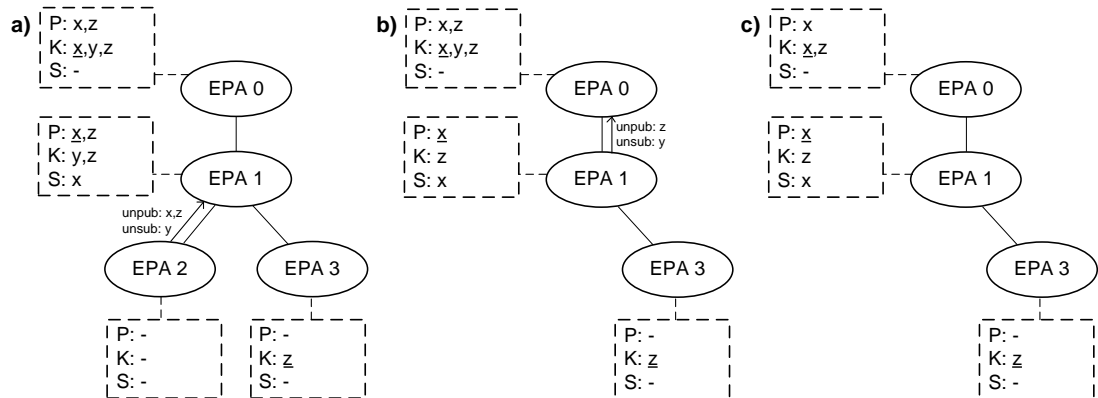 a)
P: x,z
K: x,y,z
S: -
EPA 0
P: x,z
K: y,z
S: x
EPA 1
unpub: x,z
unsub: y
EPA 2
EPA 3
P: -
K: -
S: -
P: -
K: z
S: -
b)
P: x,z
K: x,y,z
S: -
EPA 0
unpub: z
unsub: y
P: x
K: z
S: x
EPA 1
EPA 3
P: -
K: z
S: -
c)
P: x
K: x,z
S: -
EPA 0
P: x
K: z
S: x
EPA 1
EPA 3
P: -
K: z
S: -